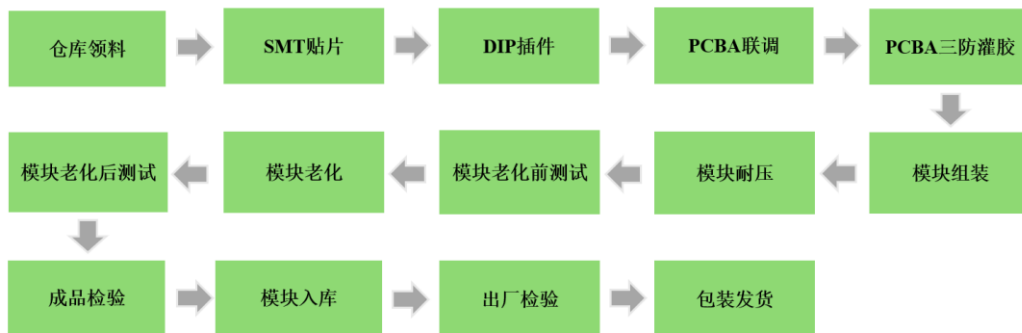 仓库领料
SMT贴片
DIP插件
PCBA联调
PCBA三防灌胶
模块组装
模块耐压
模块老化前测试
模块老化
模块老化后测试
成品检验
模块入库
出厂检验
包装发货